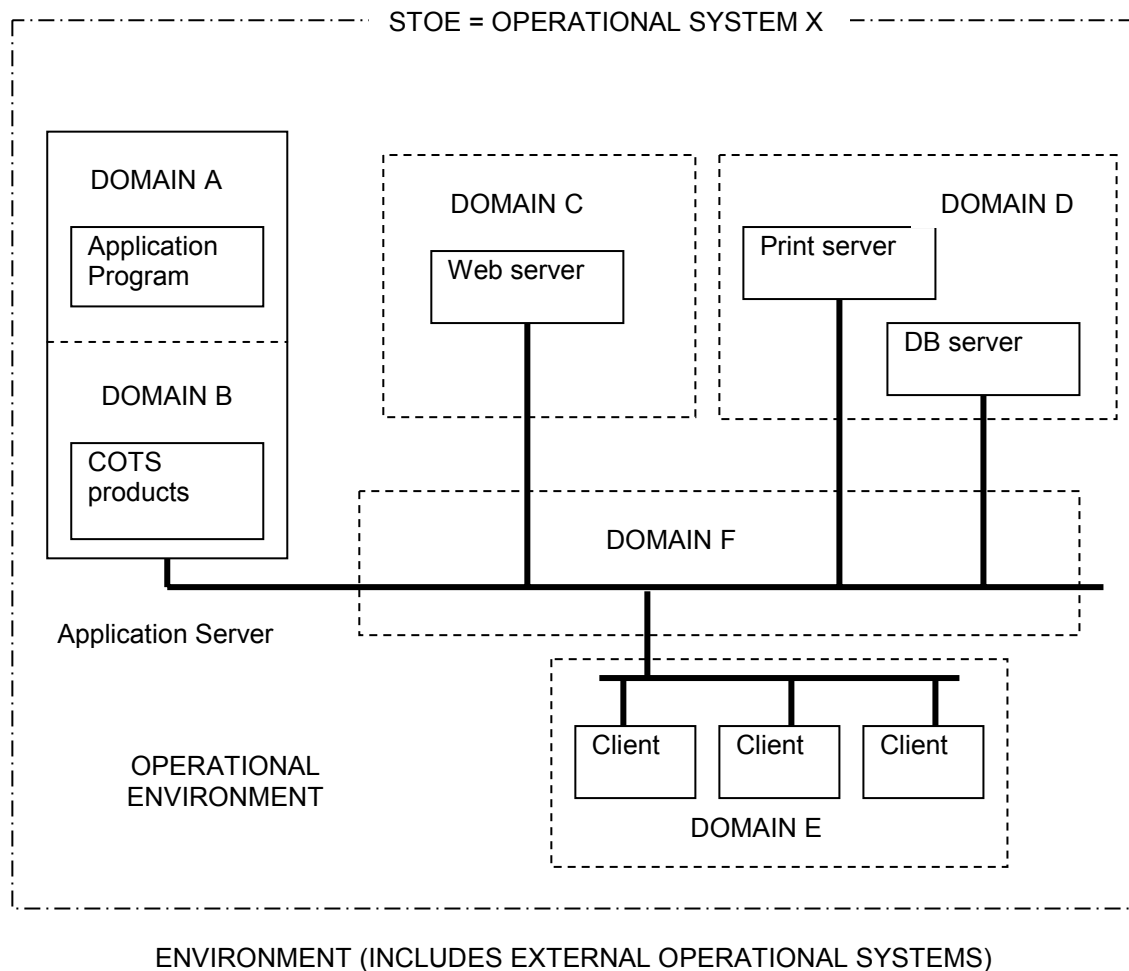 STOE = OPERATIONAL SYSTEM X
DOMAIN A
Application
Program
DOMAIN B
COTS
products
DOMAIN C
Web server
DOMAIN D
Print server
DB server
DOMAIN F
Application Server
Client
Client
Client
DOMAIN E
OPERATIONAL
ENVIRONMENT
ENVIRONMENT (INCLUDES EXTERNAL OPERATIONAL SYSTEMS)